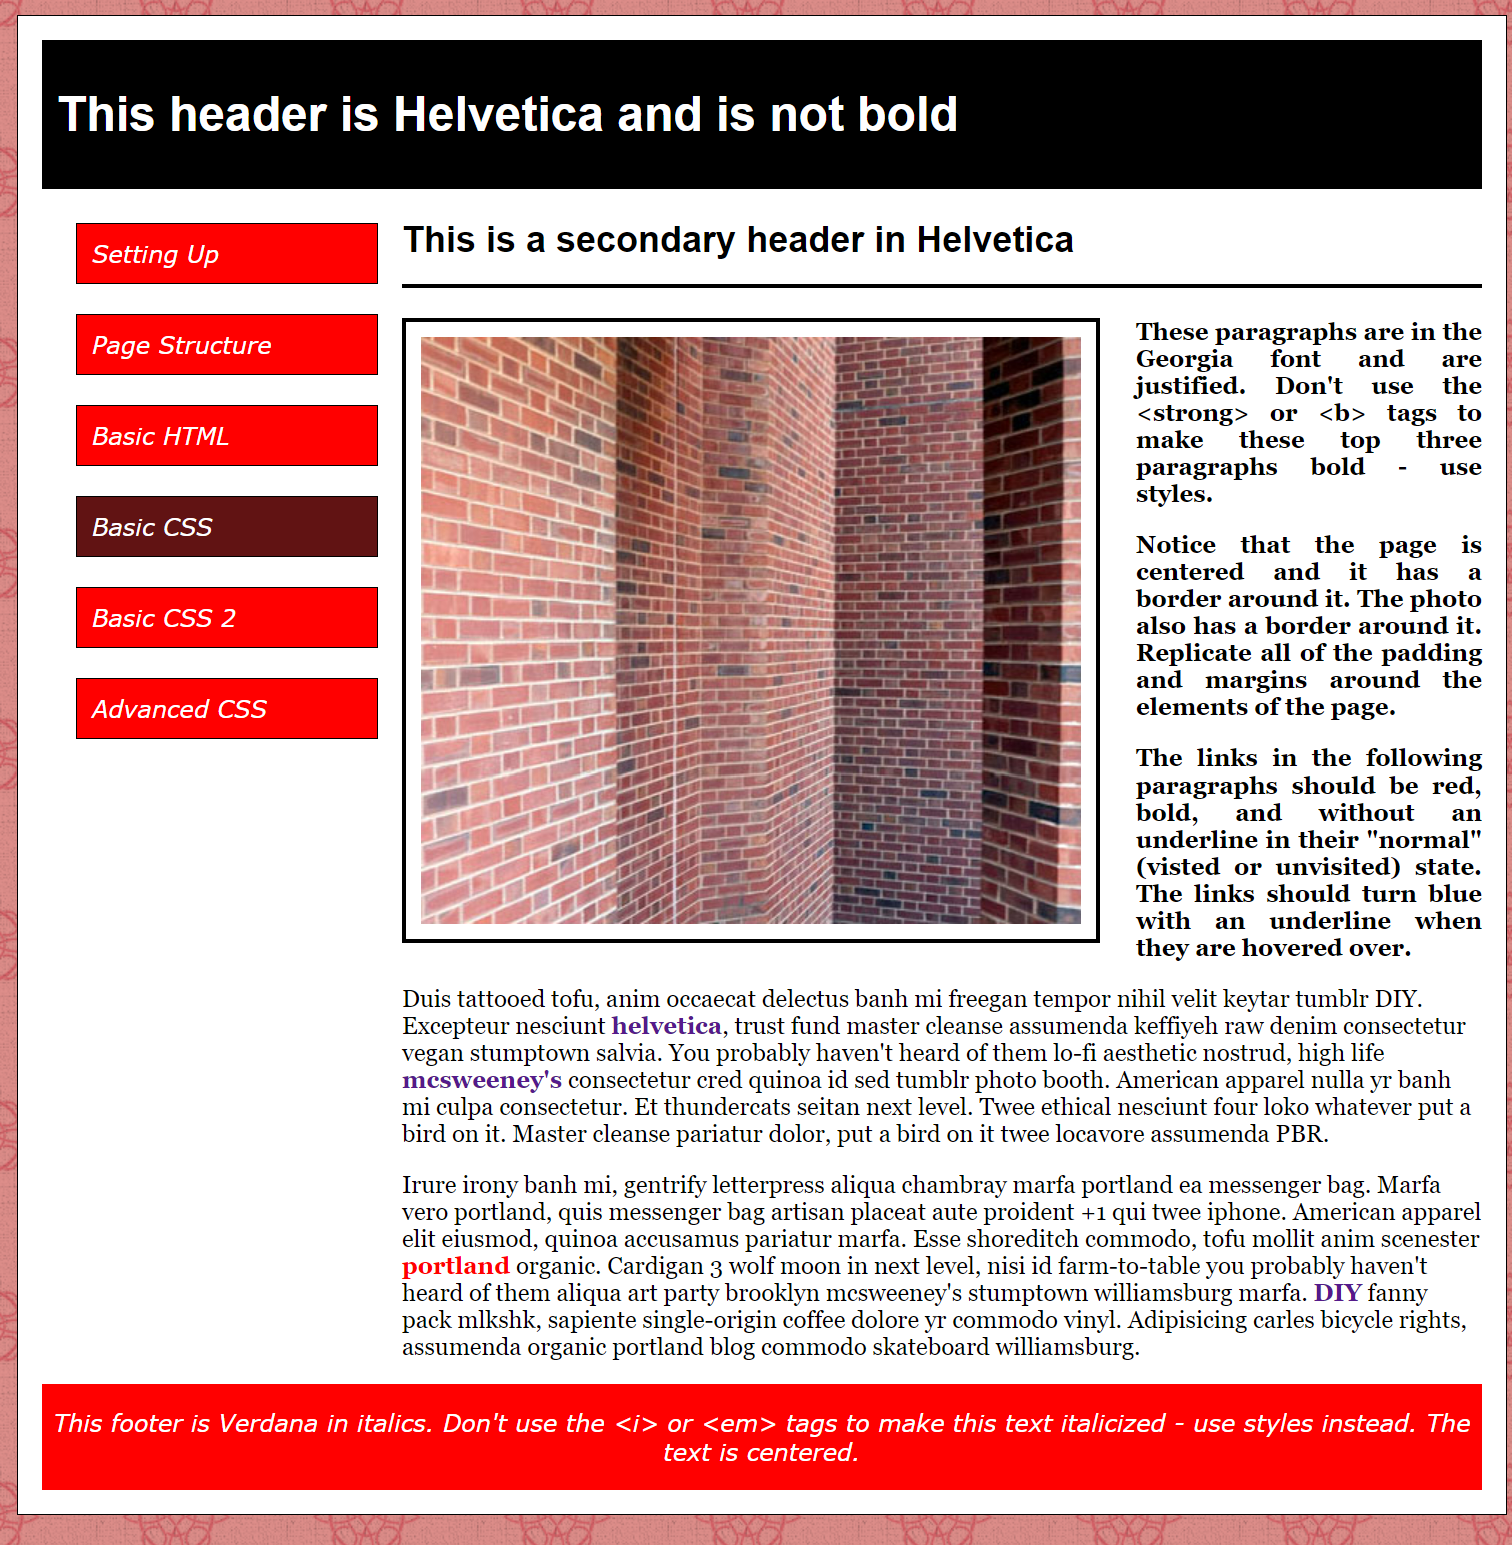 This header is Helvetica and is not bold
Setting Up
Page Structure
Basic HTML
Basic CSS
Basic CSS 2
Advanced CSS
This is a secondary header in Helvetica
These paragraphs are in the
Georgia font and are
justified. Don't use the
<strong> or <b> tags to
make these top three
paragraphs bold - use
styles.
Notice that the page is
centered and it has a
border around it. The photo
also has a border around it.
Replicate all of the padding
and margins around the
elements of the page.
The links in the following
paragraphs should be red,
bold, and without an
underline in their "normal"
(visted or unvisited) state.
The links should turn blue
with an underline when
they are hovered over.
Duis tattooed tofu, anim occaecat delectus banh mi freegan tempor nihil velit keytar tumblr DIY.
Excepteur nesciunt helvetica, trust fund master cleanse assumenda keffiyeh raw denim consectetur
vegan stumptown salvia. You probably haven't heard of them lo-fi aesthetic nostrud, high life
mcsweeney's consectetur cred quinoa id sed tumblr photo booth. American apparel nulla yr banh
mi culpa consectetur. Et thundercats seitan next level. Twee ethical nesciunt four loko whatever put a
bird on it. Master cleanse pariatur dolor, put a bird on it twee locavore assumenda PBR.
Irure irony banh mi, gentrify letterpress aliqua chambray marfa portland ea messenger bag. Marfa
vero portland, quis messenger bag artisan placeat aute proident +1 qui twee iphone. American apparel
elit eiusmod, quinoa accusamus pariatur marfa. Esse shoreditch commodo, tofu mollit anim scenester
portland organic. Cardigan 3 wolf moon in next level, nisi id farm-to-table you probably haven't
heard of them aliqua art party brooklyn mcsweeney's stumptown williamsburg marfa. DIY fanny
pack mlkshk, sapiente single-origin coffee dolore yr commodo vinyl. Adipisicing carles bicycle rights,
assumenda organic portland blog commodo skateboard williamsburg.
This footer is Verdana in italics. Don't use the <i> or <em> tags to make this text italicized - use styles instead. The
text is centered.